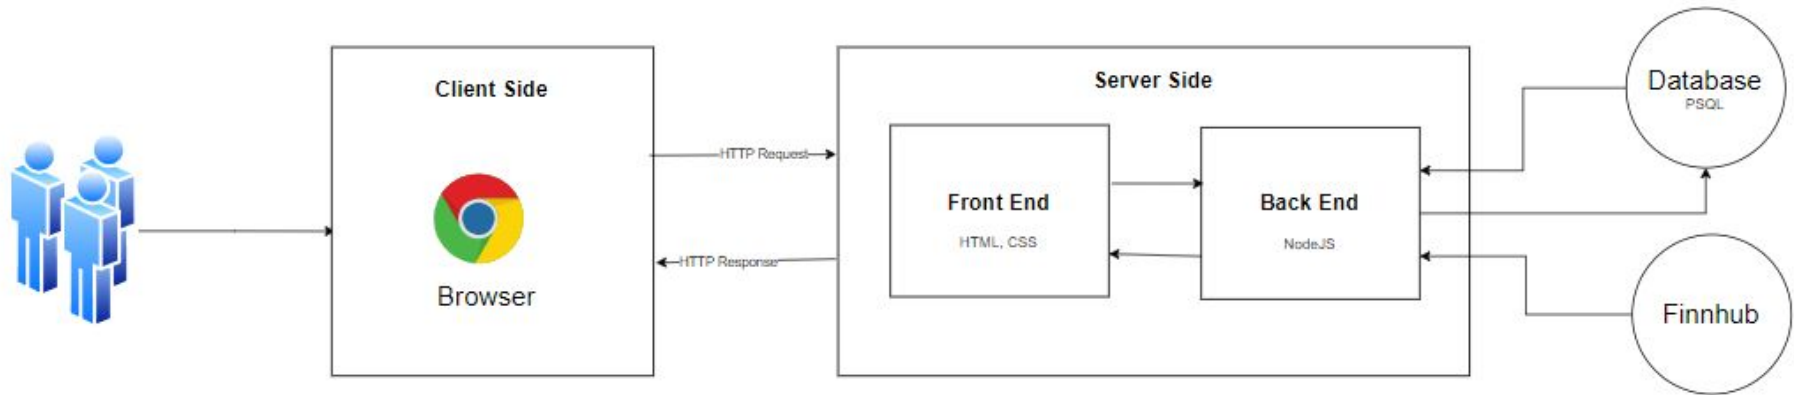 Client Side
Browser
HTTP Request
HTTP Response
Server Side
Front End
HTML, CSS
Back End
NodeJS
Database
PSQL
Finnhub